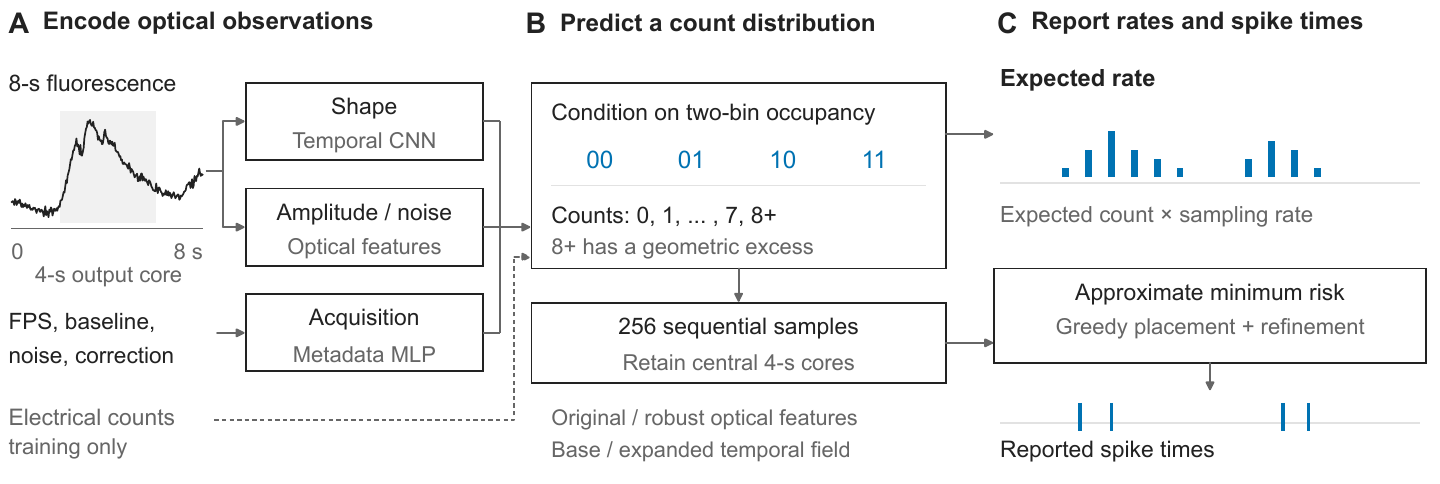 A Encode optical observations
8-s fluorescence
0
8 s
4-s output core
FPS, baseline,
noise, correction
Electrical counts
training only
Shape
Temporal CNN
Amplitude / noise
Optical features
Acquisition
Metadata MLP
B Predict a count distribution
Condition on two-bin occupancy
00 01 10 11
Counts: 0, 1, ... , 7, 8+
8+ has a geometric excess
256 sequential samples
Retain central 4-s cores
Original / robust optical features
Base / expanded temporal field
C Report rates and spike times
Expected rate
Expected count × sampling rate
Approximate minimum risk
Greedy placement + refinement
Reported spike times